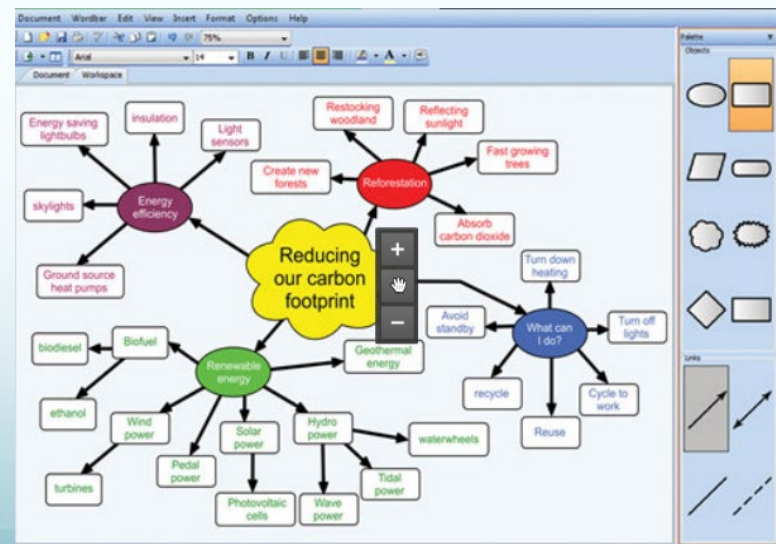 Document Wordbar Edit View Insert Format Options Help
75%
Arial
14
B I U
A
Document Workspace
Palette
Objects
Energy saving
lightbulbs
insulation
Light
sensors
skylights
Energy
efficiency
Ground source
heat pumps
Restocking
woodland
Reflecting
sunlight
Create new
forests
Reforestation
Fast growing
trees
Absorb
carbon dioxide
Reducing
our carbon
footprint
+
−
Turn down
heating
Avoid
standby
What can
I do?
Turn off
lights
recycle
Reuse
Cycle to
work
biodiesel
Biofuel
ethanol
Renewable
energy
Geothermal
energy
Wind
power
turbines
Pedal
power
Solar
power
Photovoltaic
cells
Hydro
power
waterwheels
Wave
power
Tidal
power
Links